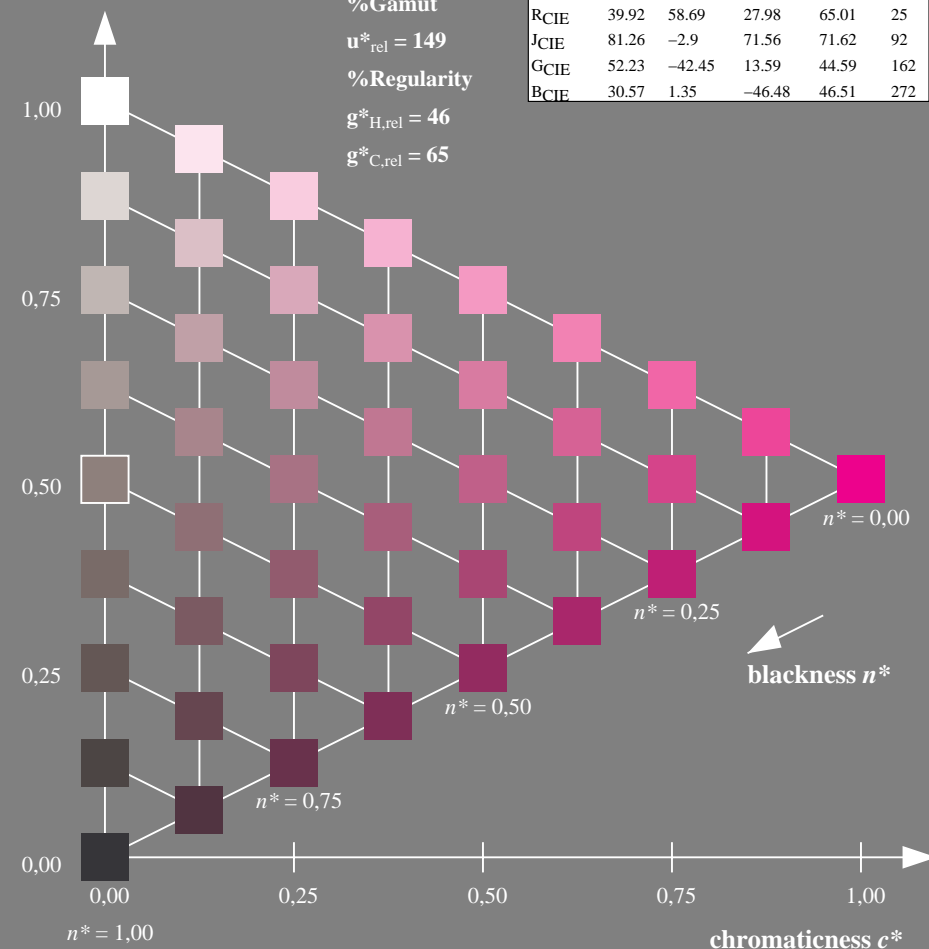 %Gamut
u*rel = 149
%Regularity
g*H,rel = 46
g*C,rel = 65
RCIE 39.92 58.69 27.98 65.01 25
JCIE 81.26 –2.9 71.56 71.62 92
GCIE 52.23 –42.45 13.59 44.59 162
BCIE 30.57 1.35 –46.48 46.51 272
1,00
0,75
0,50
0,25
0,00
n* = 0,00
n* = 0,25
blackness n*
n* = 0,50
n* = 0,75
0,00 0,25 0,50 0,75 1,00
n* = 1,00
chromaticness c*